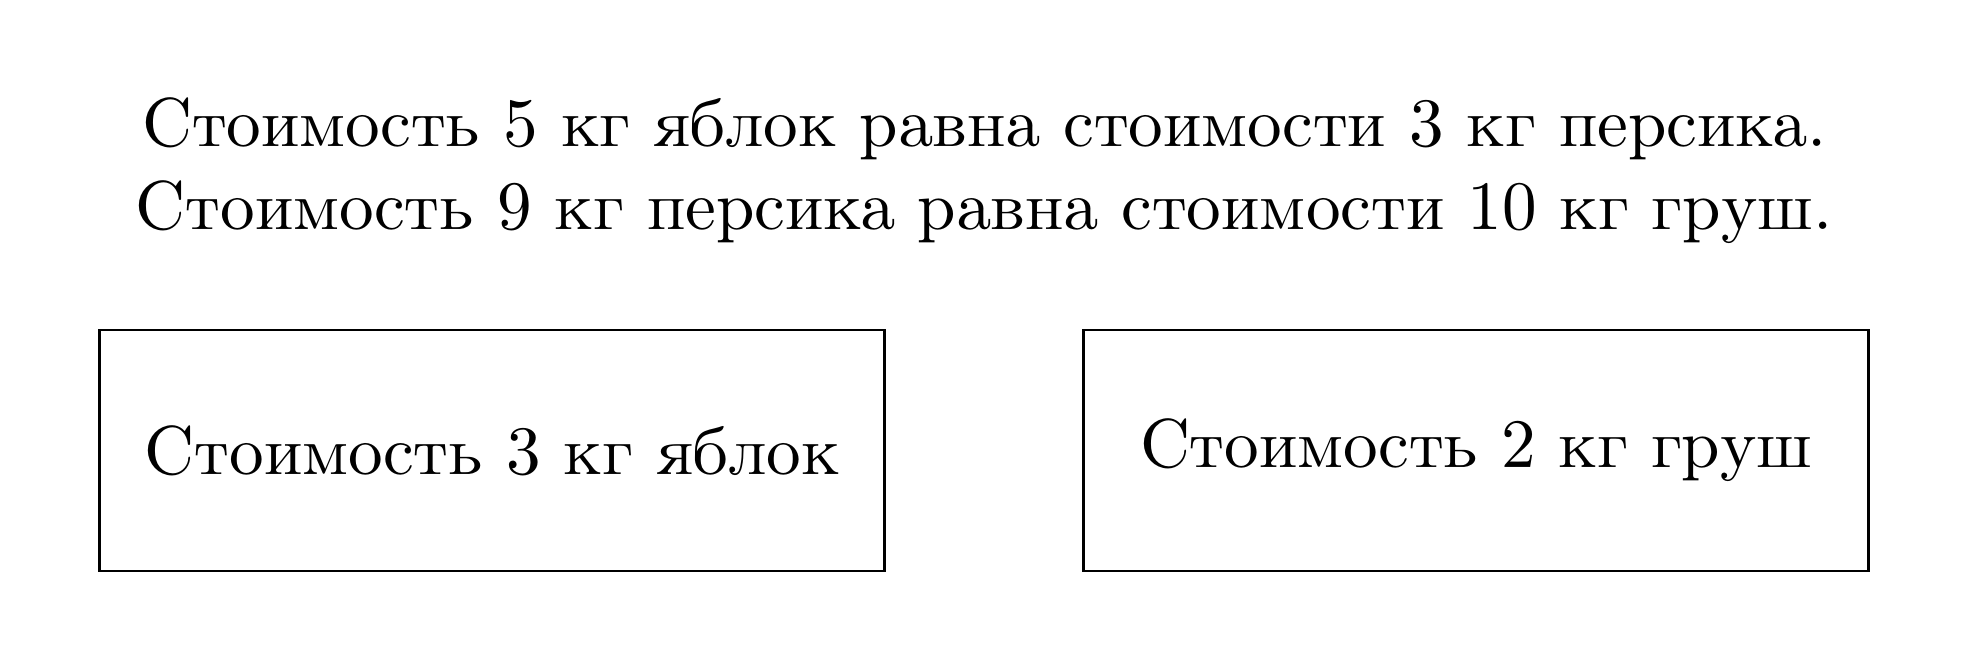 Стоимость 5 кг яблок равна стоимости 3 кг персика.
Стоимость 9 кг персика равна стоимости 10 кг груш.
Стоимость 3 кг яблок
Стоимость 2 кг груш